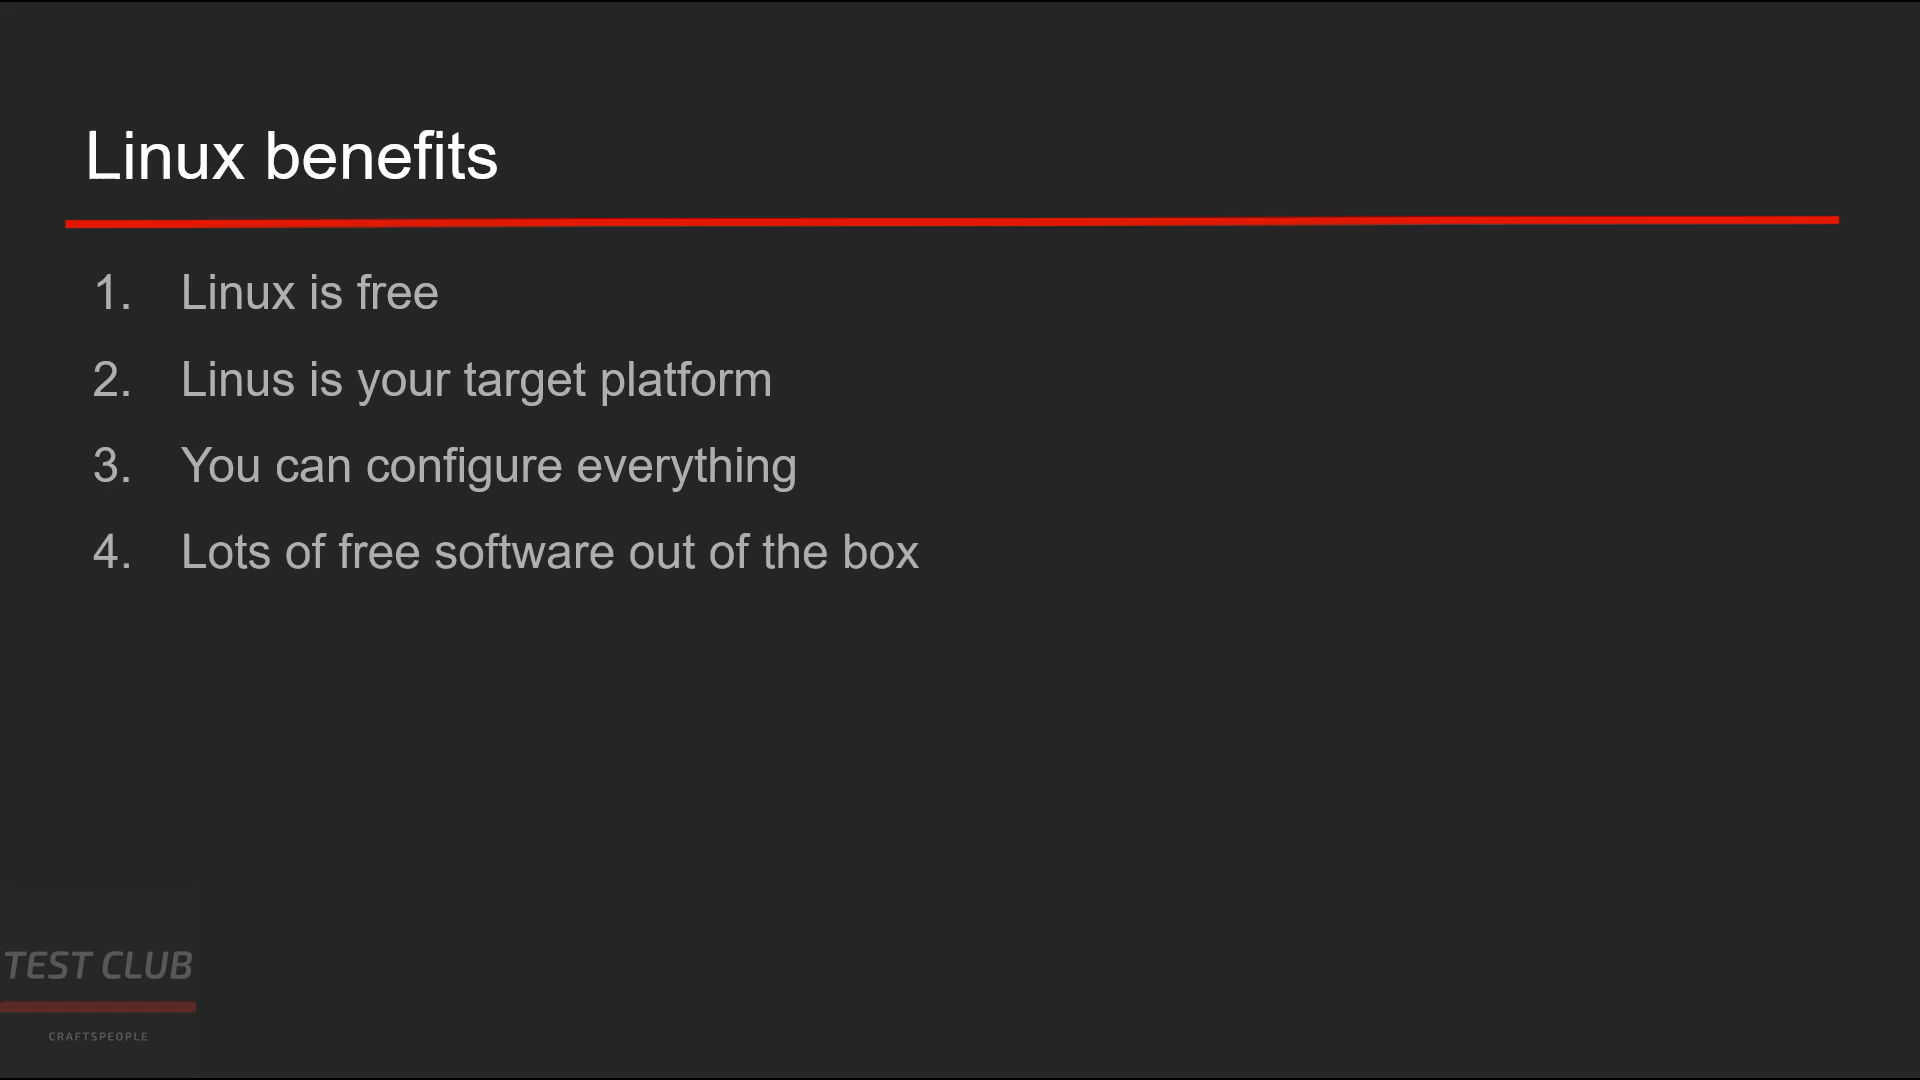 Linux benefits
1. Linux is free
2. Linus is your target platform
3. You can configure everything
4. Lots of free software out of the box
TEST CLUB
CRAFTSPEOPLE